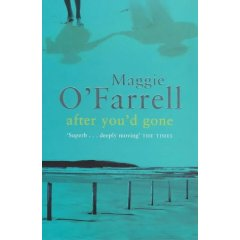 Maggie
O'Farrell
after you'd gone
'Superb . . . deeply moving' THE TIMES